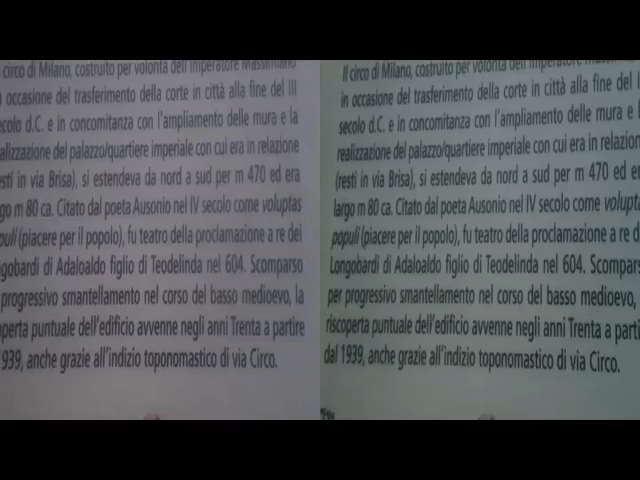 Il circo di Milano, costruito per volontà dell'Imperatore Massimiano
in occasione del trasferimento della corte in città alla fine del III
secolo d.C. e in concomitanza con l'ampliamento delle mura e la
realizzazione del palazzo/quartiere imperiale con cui era in relazione
(resti in via Brisa), si estendeva da nord a sud per m 470 ed era
largo m 80 ca. Citato dal poeta Ausonio nel IV secolo come voluptas
populi (piacere per il popolo), fu teatro della proclamazione a re dei
Longobardi di Adaloaldo figlio di Teodelinda nel 604. Scomparso
per progressivo smantellamento nel corso del basso medioevo, la
riscoperta puntuale dell'edificio avvenne negli anni Trenta a partire
dal 1939, anche grazie all'indizio toponomastico di via Circo.